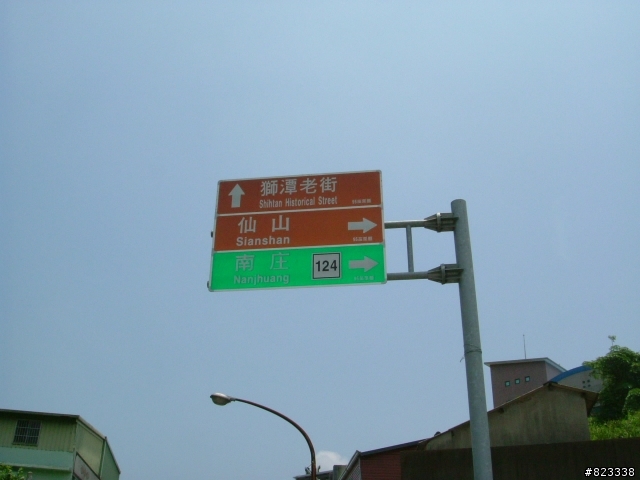 獅潭老街
Shihtan Historical Street
仙山
Sianshan
南庄
124
Nanjhuang
#823338